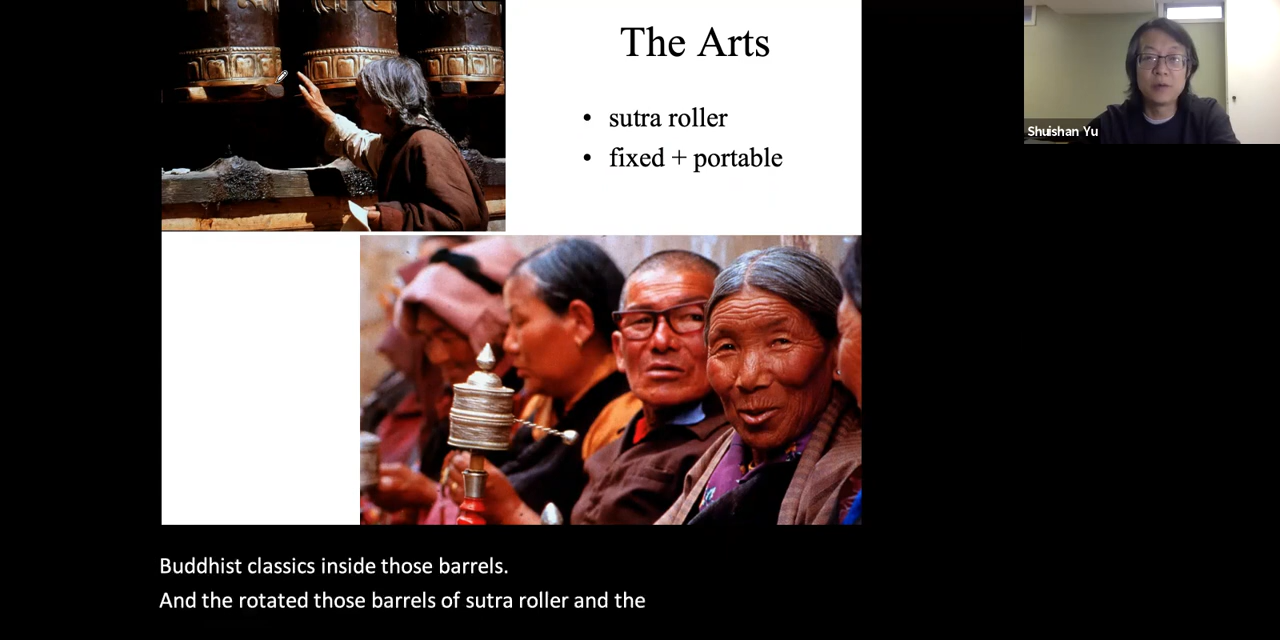 The Arts
• sutra roller
• fixed + portable
Shuishan Yu
Buddhist classics inside those barrels.
And the rotated those barrels of sutra roller and the